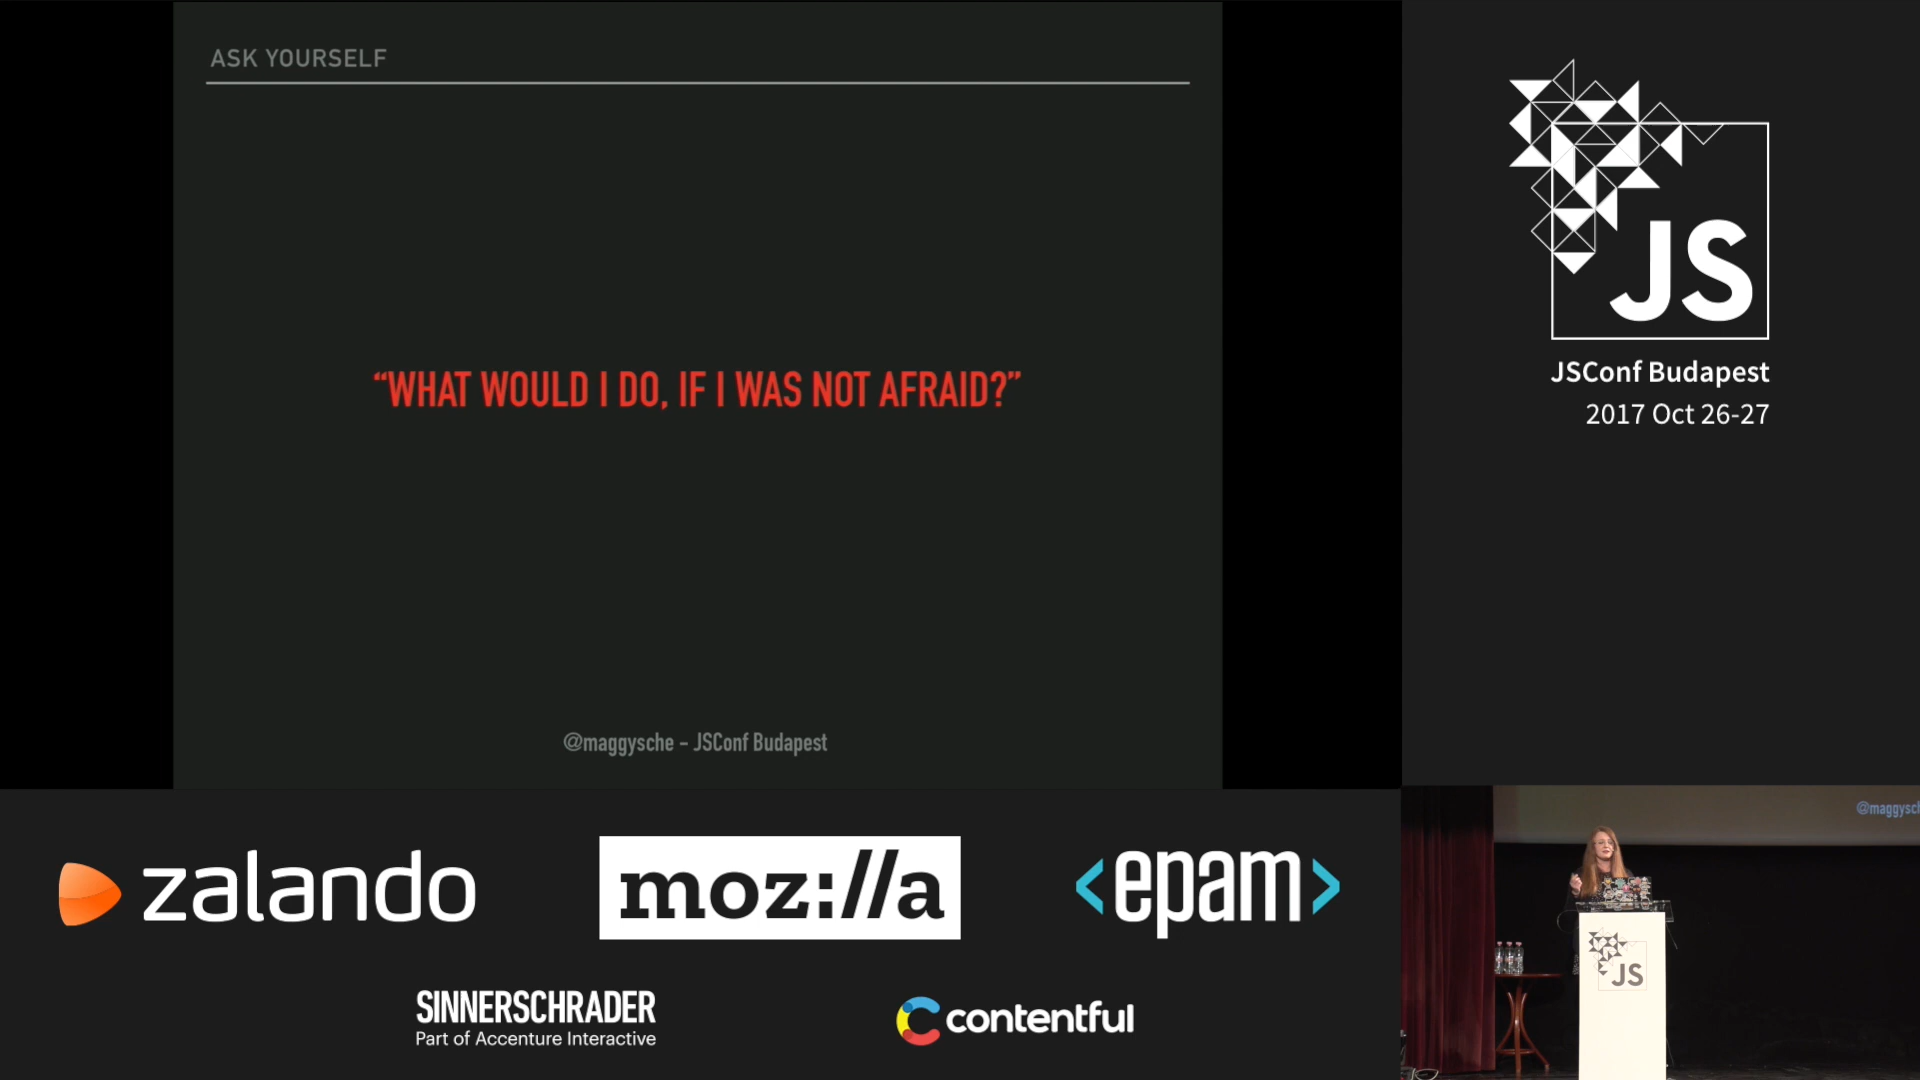 ASK YOURSELF
“WHAT WOULD I DO, IF I WAS NOT AFRAID?”
@maggysche – JSConf Budapest
JS
JSConf Budapest
2017 Oct 26-27
zalando
moz://a
<epam>
SINNERSCHRADER
Part of Accenture Interactive
contentful
@maggysch
JS